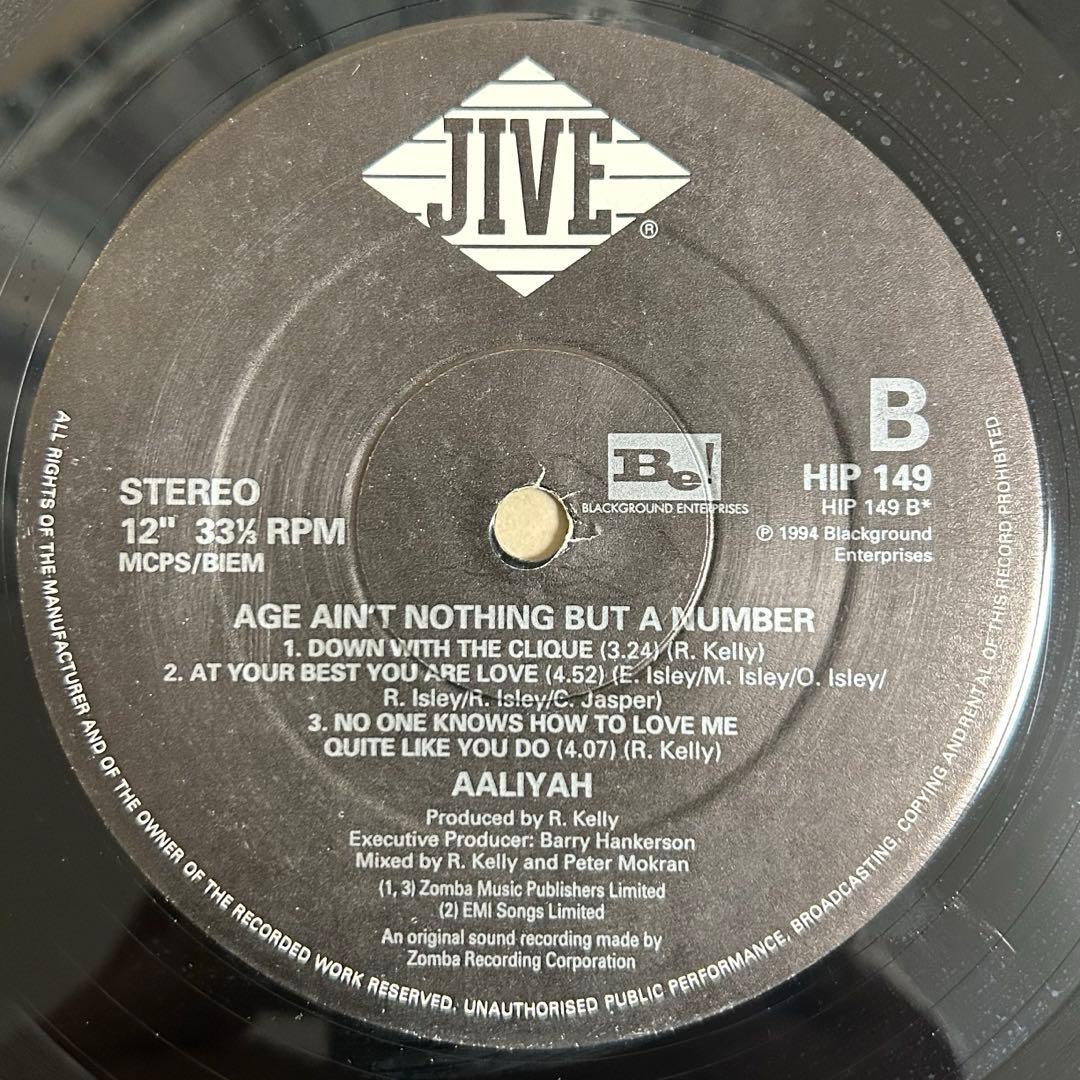 JIVE
®
B
Be!
BLACKGROUND ENTERPRISES
HIP 149
HIP 149 B*
℗ 1994 Blackground
Enterprises
STEREO
12" 33⅓ RPM
MCPS/BIEM
AGE AIN'T NOTHING BUT A NUMBER
1. DOWN WITH THE CLIQUE (3.24) (R. Kelly)
2. AT YOUR BEST YOU ARE LOVE (4.52) (E. Isley/M. Isley/O. Isley/
R. Isley/R. Isley/C. Jasper)
3. NO ONE KNOWS HOW TO LOVE ME
QUITE LIKE YOU DO (4.07) (R. Kelly)
AALIYAH
Produced by R. Kelly
Executive Producer: Barry Hankerson
Mixed by R. Kelly and Peter Mokran
(1, 3) Zomba Music Publishers Limited
(2) EMI Songs Limited
An original sound recording made by
Zomba Recording Corporation
ALL RIGHTS OF THE MANUFACTURER AND OF THE OWNER OF THE RECORDED WORK RESERVED. UNAUTHORISED PUBLIC PERFORMANCE, BROADCASTING, COPYING ANDRENTAL OF THIS RECORD PROHIBITED